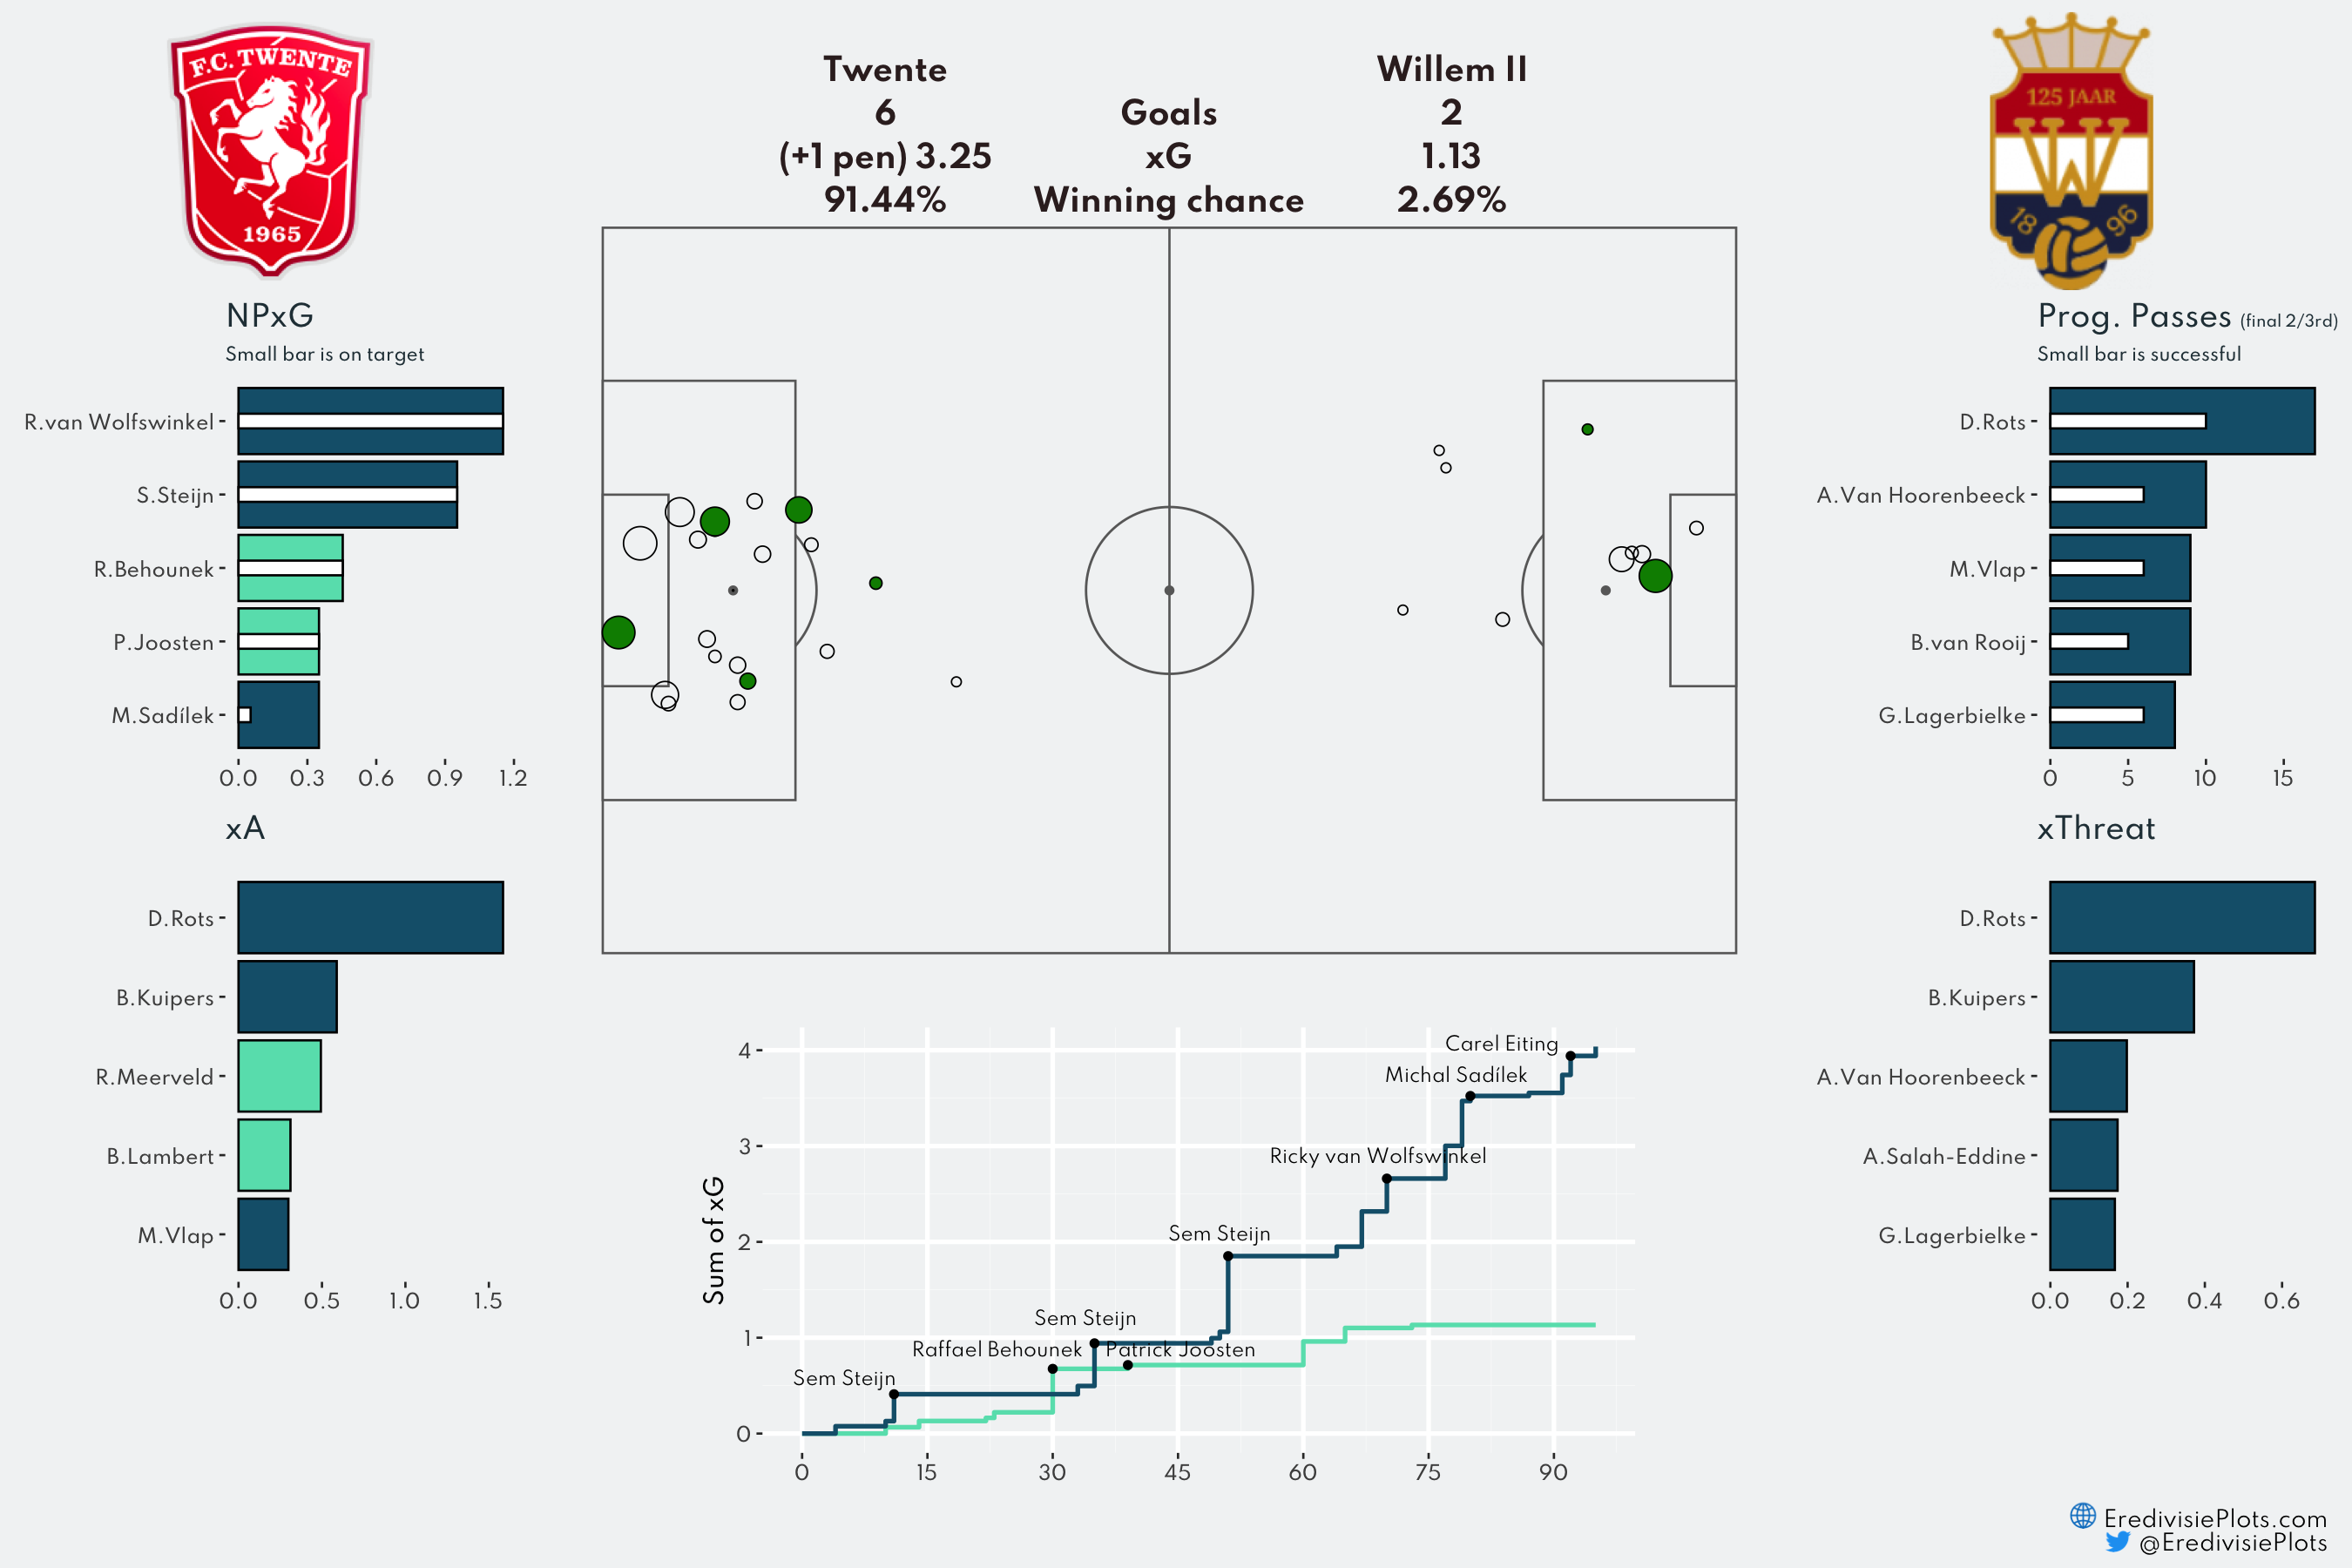 F.C. TWENTE
1965
Twente Willem II
6 Goals 2
(+1 pen) 3.25 xG 1.13
91.44% Winning chance 2.69%
125 JAAR
W
18 96
NPxG
Small bar is on target
R.van Wolfswinkel
S.Steijn
R.Behounek
P.Joosten
M.Sadílek
0.0 0.3 0.6 0.9 1.2
xA
D.Rots
B.Kuipers
R.Meerveld
B.Lambert
M.Vlap
0.0 0.5 1.0 1.5
Sum of xG
4
3
2
1
0
Carel Eiting
Michal Sadílek
Ricky van Wolfswinkel
Sem Steijn
Sem Steijn
Raffael Behounek Patrick Joosten
Sem Steijn
0 15 30 45 60 75 90
Prog. Passes (final 2/3rd)
Small bar is successful
D.Rots
A.Van Hoorenbeeck
M.Vlap
B.van Rooij
G.Lagerbielke
0 5 10 15
xThreat
D.Rots
B.Kuipers
A.Van Hoorenbeeck
A.Salah-Eddine
G.Lagerbielke
0.0 0.2 0.4 0.6
EredivisiePlots.com
@EredivisiePlots